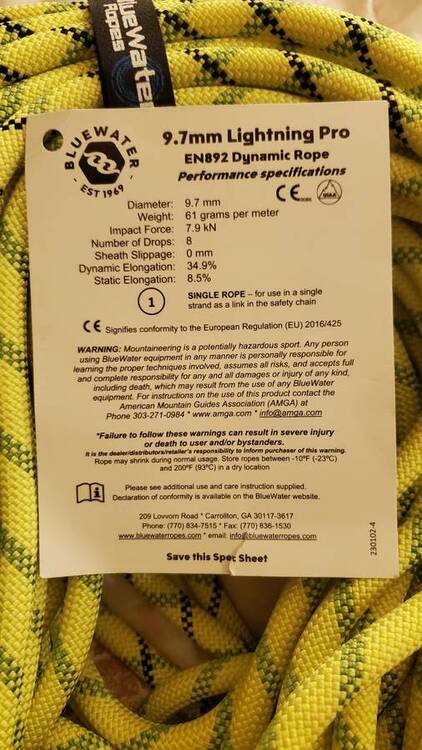 BlueWater
Ropes
BLUEWATER
EST 1969
9.7mm Lightning Pro
EN892 Dynamic Rope
Performance specifications
CE UIAA
Diameter: 9.7 mm
Weight: 61 grams per meter
Impact Force: 7.9 kN
Number of Drops: 8
Sheath Slippage: 0 mm
Dynamic Elongation: 34.9%
Static Elongation: 8.5%
1 SINGLE ROPE – for use in a single
strand as a link in the safety chain
CE Signifies conformity to the European Regulation (EU) 2016/425
WARNING: Mountaineering is a potentially hazardous sport. Any person
using BlueWater equipment in any manner is personally responsible for
learning the proper techniques involved, assumes all risks, and accepts full
and complete responsibility for any and all damages or injury of any kind,
including death, which may result from the use of any BlueWater
equipment. For instructions on the use of this product contact the
American Mountain Guides Association (AMGA) at
Phone 303-271-0984 * www.amga.com * info@amga.com
*Failure to follow these warnings can result in severe injury
or death to user and/or bystanders.
It is the dealer/distributors/retailer's responsibility to inform purchaser of this warning.
Rope may shrink during normal usage. Store ropes between -10ºF (-23ºC)
and 200ºF (93ºC) in a dry location
Please see additional use and care instruction supplied.
Declaration of conformity is available on the BlueWater website.
209 Lovvorn Road * Carrollton, GA 30117-3617
Phone: (770) 834-7515 * Fax: (770) 836-1530
www.bluewaterropes.com * email: info@bluewaterropes.com
Save this Spec Sheet
230102-4